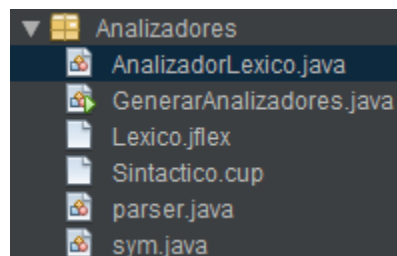 Analizadores
AnalizadorLexico.java
GenerarAnalizadores.java
Lexico.jflex
Sintactico.cup
parser.java
sym.java